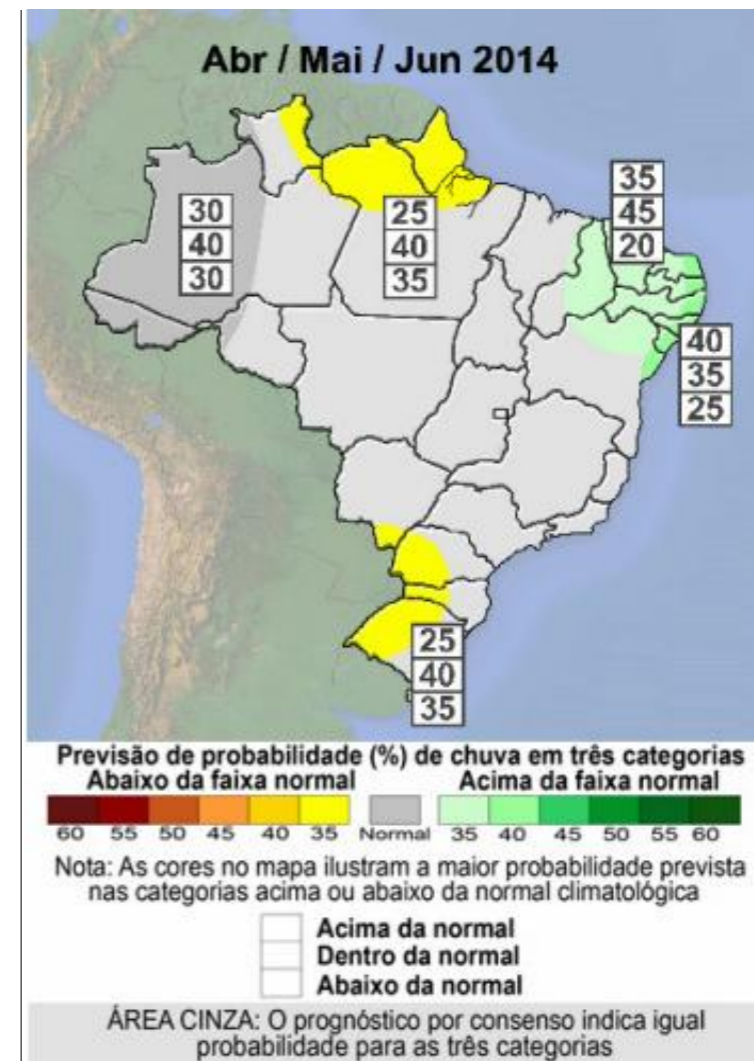 Abr / Mai / Jun 2014
30
40
30
25
40
35
35
45
20
40
35
25
25
40
35
Previsão de probabilidade (%) de chuva em três categorias
Abaixo da faixa normal Acima da faixa normal
60 55 50 45 40 35 Normal 35 40 45 50 55 60
Nota: As cores no mapa ilustram a maior probabilidade prevista
nas categorias acima ou abaixo da normal climatológica
Acima da normal
Dentro da normal
Abaixo da normal
ÁREA CINZA: O prognóstico por consenso indica igual
probabilidade para as três categorias